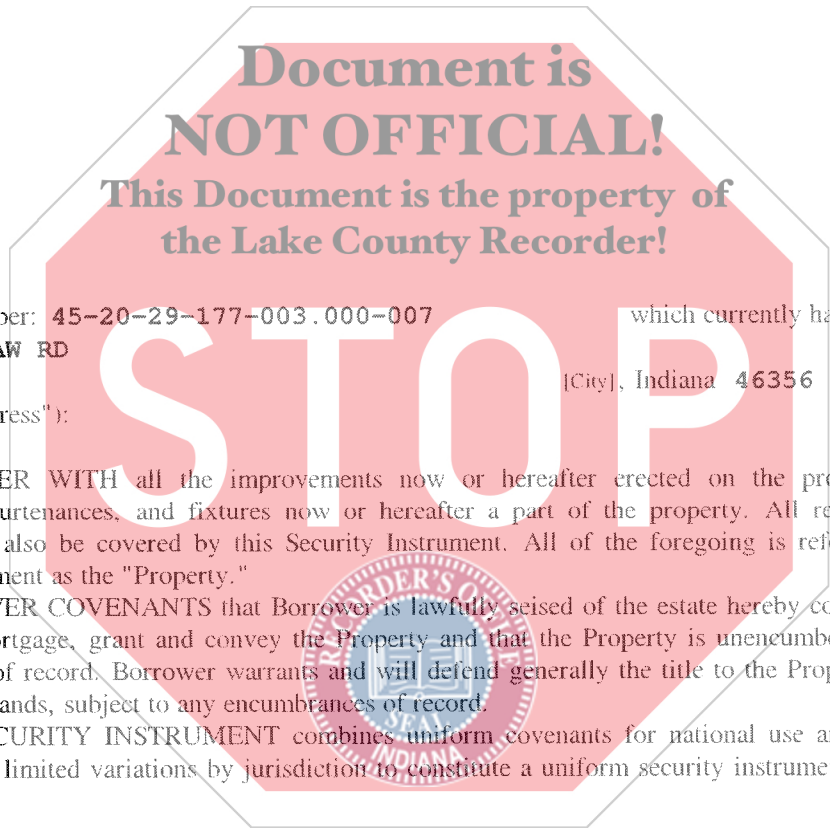 Document is
NOT OFFICIAL!
This Document is the property of
the Lake County Recorder!
ber: 45-20-29-177-003.000-007 which currently ha
AW RD
[City], Indiana 46356
ress"):
STOP
ER WITH all the improvements now or hereafter erected on the pro
urtenances, and fixtures now or hereafter a part of the property. All re
also be covered by this Security Instrument. All of the foregoing is refe
ment as the "Property."
VER COVENANTS that Borrower is lawfully seised of the estate hereby co
rtgage, grant and convey the Property and that the Property is unencumbe
of record. Borrower warrants and will defend generally the title to the Prop
ands, subject to any encumbrances of record.
CURITY INSTRUMENT combines uniform covenants for national use a
limited variations by jurisdiction to constitute a uniform security instrume
RECORDER'S OFFICE
SEAL
INDIANA